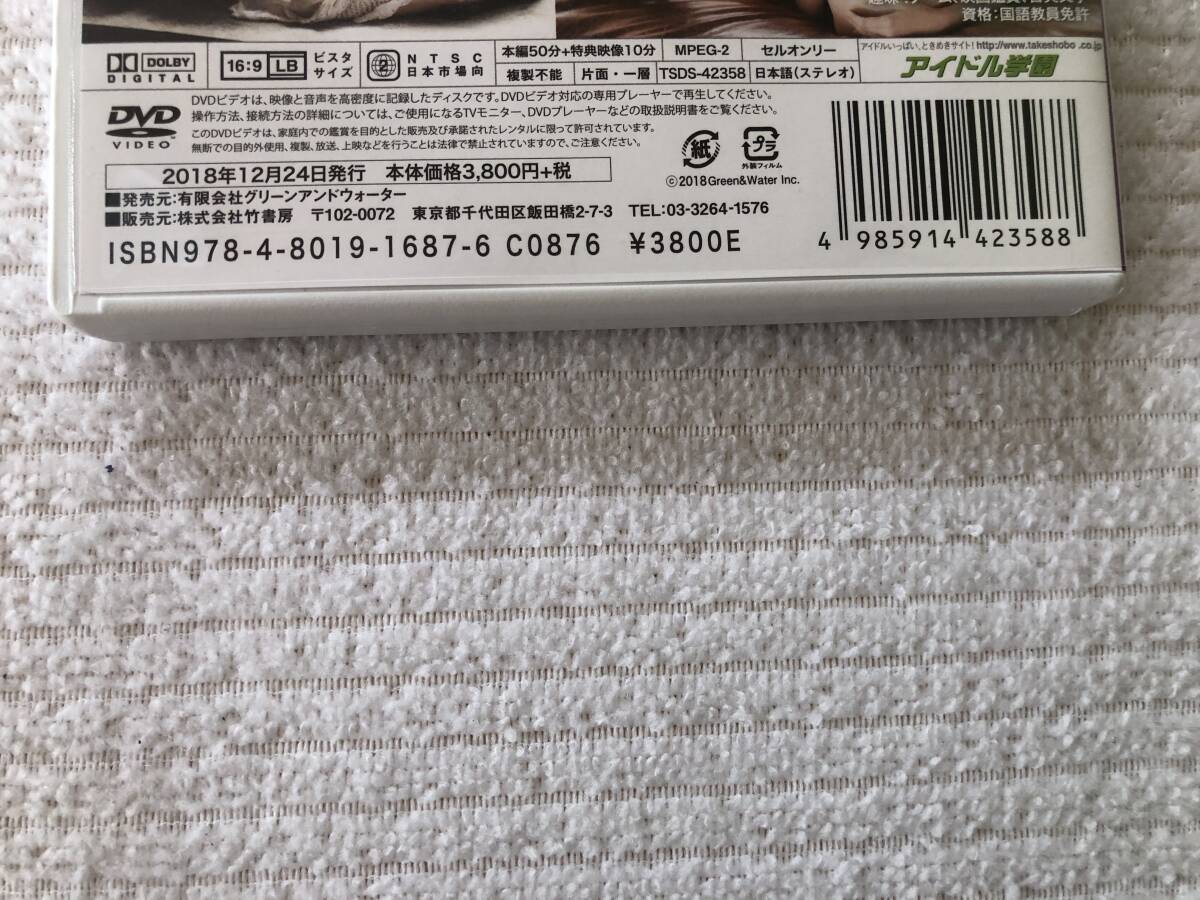 資格：国語教員免許
DOLBY
DIGITAL
16:9 LB
ビスタ
サイズ
2
NTSC
日本市場向
本編50分+特典映像10分
MPEG-2
セルオンリー
複製不能
片面・一層
TSDS-42358
日本語(ステレオ)
アイドルいっぱい、ときめきサイト! http://www.takeshobo.co.jp
アイドル学園
DVD
VIDEO
DVDビデオは、映像と音声を高密度に記録したディスクです。DVDビデオ対応の専用プレーヤーで再生してください。
操作方法、接続方法の詳細については、ご使用になるTVモニター、DVDプレーヤーなどの取扱説明書をご覧ください。
このDVDビデオは、家庭内での鑑賞を目的とした販売及び承諾されたレンタルに限って許可されています。
無断での目的外使用、複製、放送、上映などを行うことは法律で禁止されていますので、ご注意ください。
紙
プラ
外装フィルム
©2018Green&Water Inc.
2018年12月24日発行 本体価格3,800円+税
■発売元:有限会社グリーンアンドウォーター
■販売元:株式会社竹書房 〒102-0072 東京都千代田区飯田橋2-7-3 TEL:03-3264-1576
ISBN978-4-8019-1687-6 C0876 ¥3800E
4 985914 423588